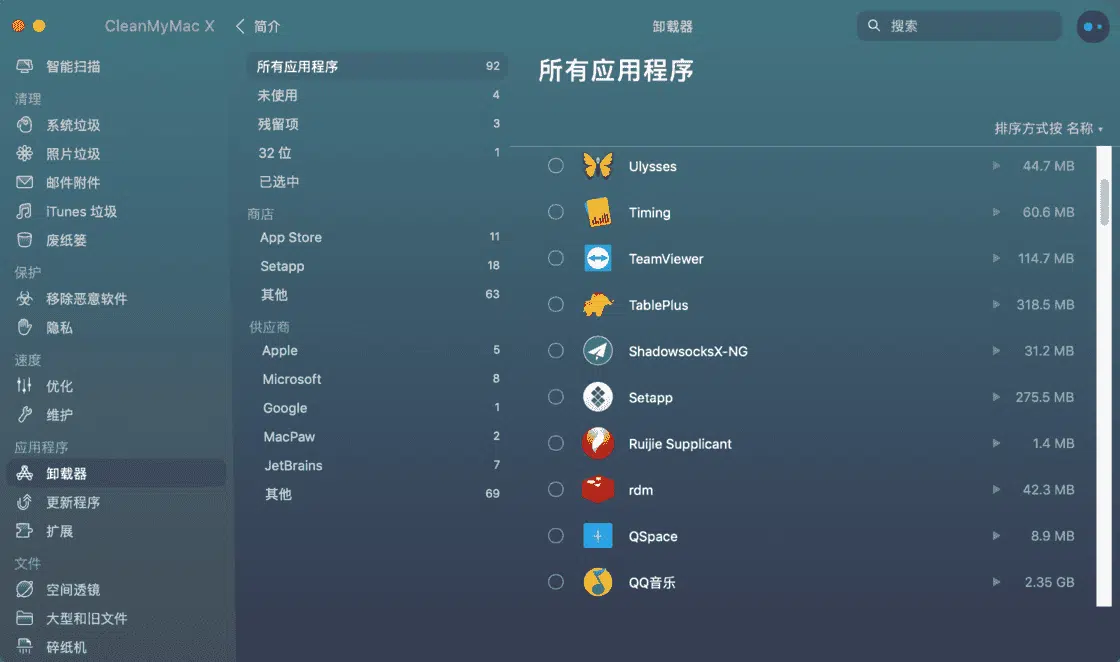 CleanMyMac X
简介
卸载器
搜索
智能扫描
清理
系统垃圾
照片垃圾
邮件附件
iTunes 垃圾
废纸篓
保护
移除恶意软件
隐私
速度
优化
维护
应用程序
卸载器
更新程序
扩展
文件
空间透镜
大型和旧文件
碎纸机
所有应用程序 92
未使用 4
残留项 3
32 位 1
已选中
商店
App Store 11
Setapp 18
其他 63
供应商
Apple 5
Microsoft 8
Google 1
MacPaw 2
JetBrains 7
其他 69
所有应用程序
排序方式按 名称
Ulysses 44.7 MB
Timing 60.6 MB
TeamViewer 114.7 MB
TablePlus 318.5 MB
ShadowsocksX-NG 31.2 MB
Setapp 275.5 MB
Ruijie Supplicant 1.4 MB
rdm 42.3 MB
QSpace 8.9 MB
QQ音乐 2.35 GB